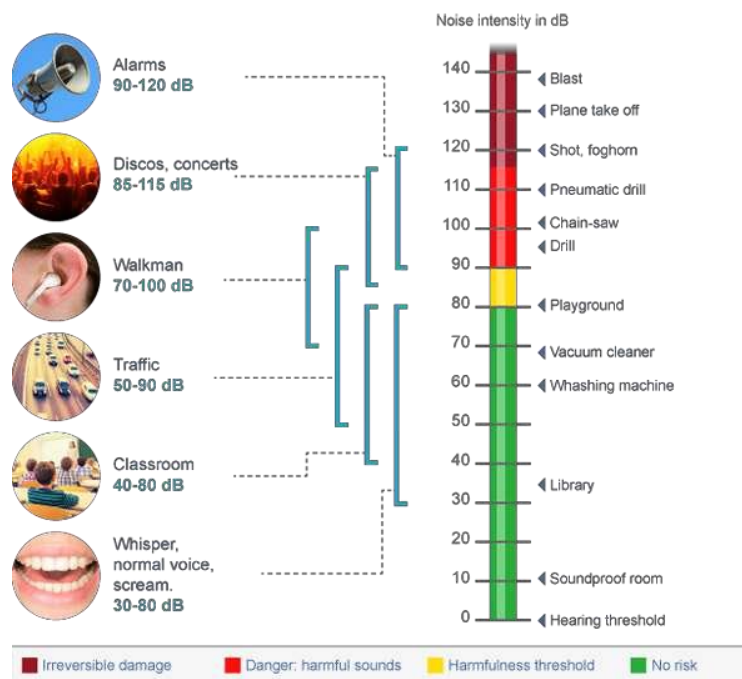 Noise intensity in dB
Alarms
90-120 dB
Discos, concerts
85-115 dB
Walkman
70-100 dB
Traffic
50-90 dB
Classroom
40-80 dB
Whisper,
normal voice,
scream.
30-80 dB
140
Blast
130
Plane take off
120
Shot, foghorn
110
Pneumatic drill
100
Chain-saw
Drill
90
80
Playground
70
Vacuum cleaner
60
Whashing machine
50
40
Library
30
20
10
Soundproof room
0
Hearing threshold
Irreversible damage
Danger: harmful sounds
Harmfulness threshold
No risk